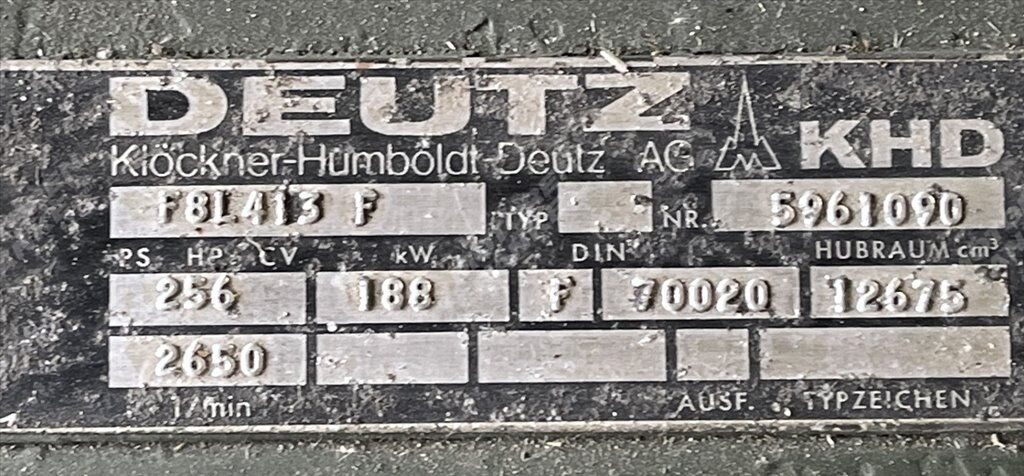 DEUTZ
KHD
Klöckner-Humboldt-Deutz AG
F8L413 F TYP NR. 5961090
PS HP CV kW DIN HUBRAUM cm³
256 188 F 70020 12675
2650
1/min AUSF. TYPZEICHEN